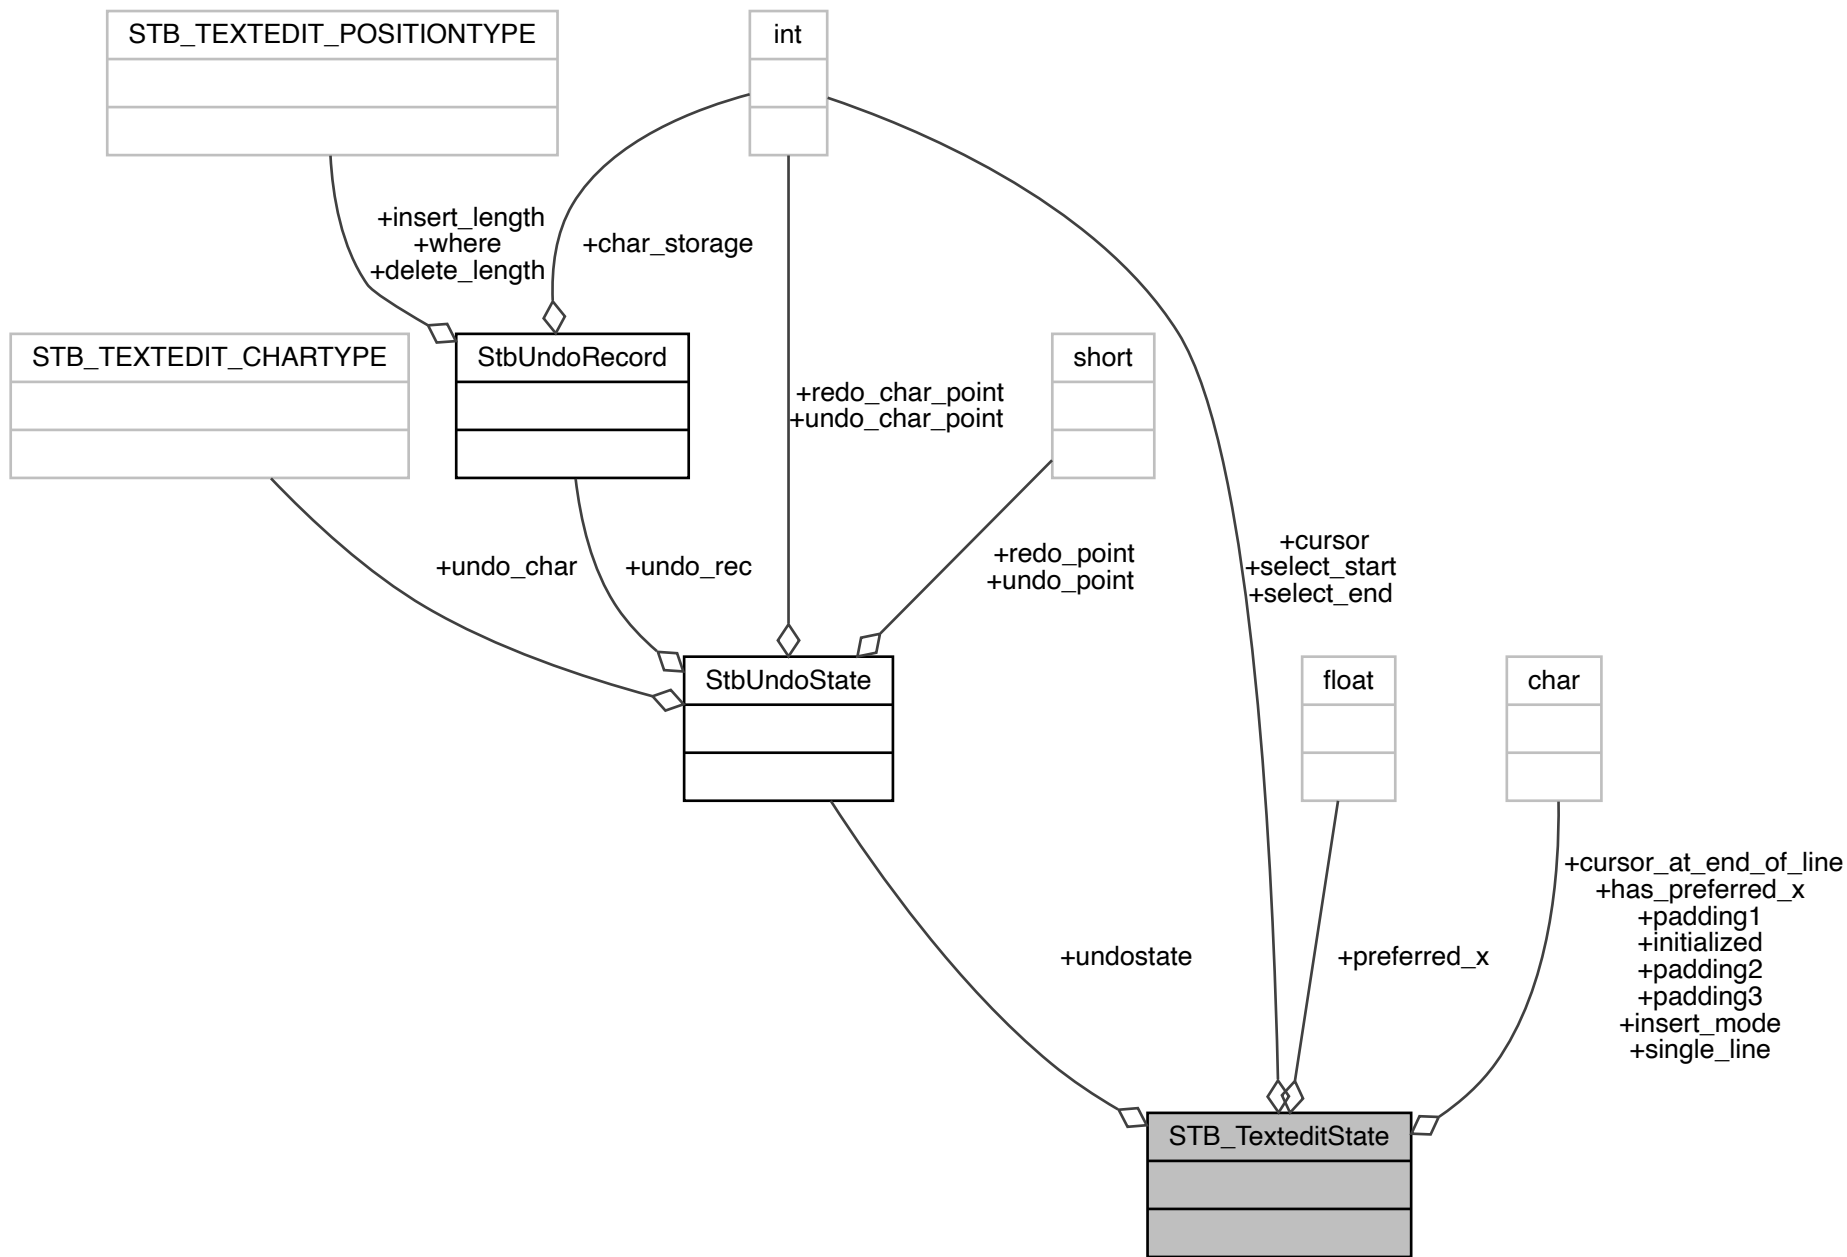 STB_TEXTEDIT_POSITIONTYPE
int
+insert_length
+where
+delete_length
+char_storage
STB_TEXTEDIT_CHARTYPE
StbUndoRecord
short
+redo_char_point
+undo_char_point
+undo_char
+undo_rec
+redo_point
+undo_point
+cursor
+select_start
+select_end
StbUndoState
float
char
+undostate
+preferred_x
+cursor_at_end_of_line
+has_preferred_x
+padding1
+initialized
+padding2
+padding3
+insert_mode
+single_line
STB_TexteditState